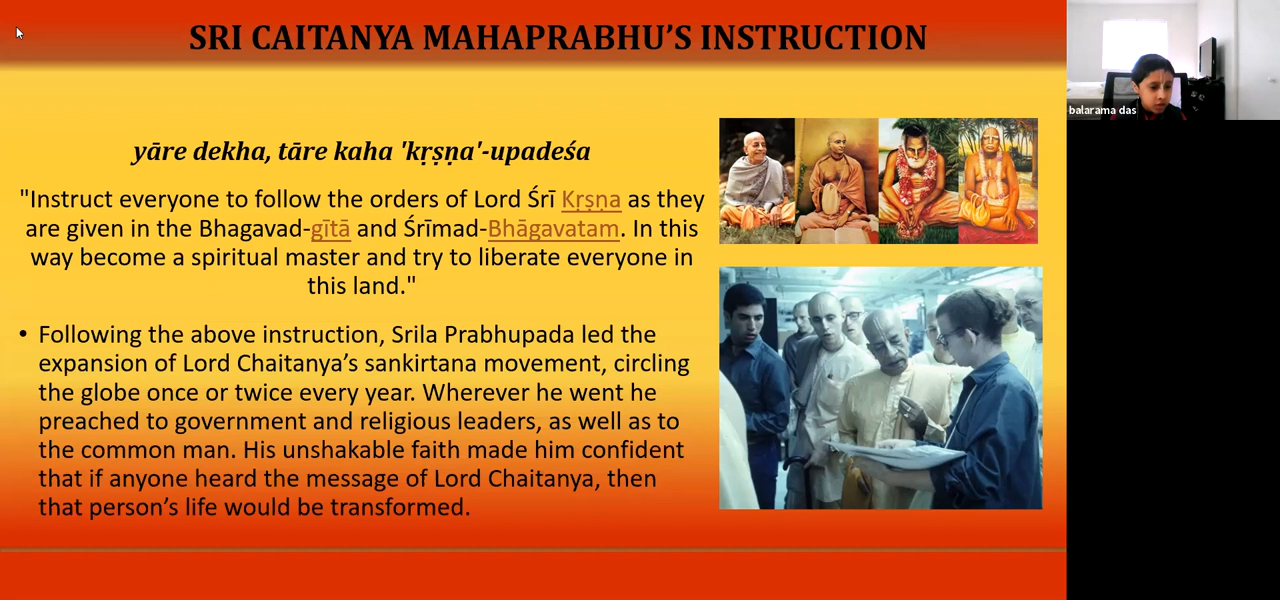 SRI CAITANYA MAHAPRABHU’S INSTRUCTION
yāre dekha, tāre kaha 'kṛṣṇa'-upadeśa
"Instruct everyone to follow the orders of Lord Śrī Kṛṣṇa as they
are given in the Bhagavad-gītā and Śrīmad-Bhāgavatam. In this
way become a spiritual master and try to liberate everyone in
this land."
• Following the above instruction, Srila Prabhupada led the
expansion of Lord Chaitanya’s sankirtana movement, circling
the globe once or twice every year. Wherever he went he
preached to government and religious leaders, as well as to
the common man. His unshakable faith made him confident
that if anyone heard the message of Lord Chaitanya, then
that person’s life would be transformed.
balarama das